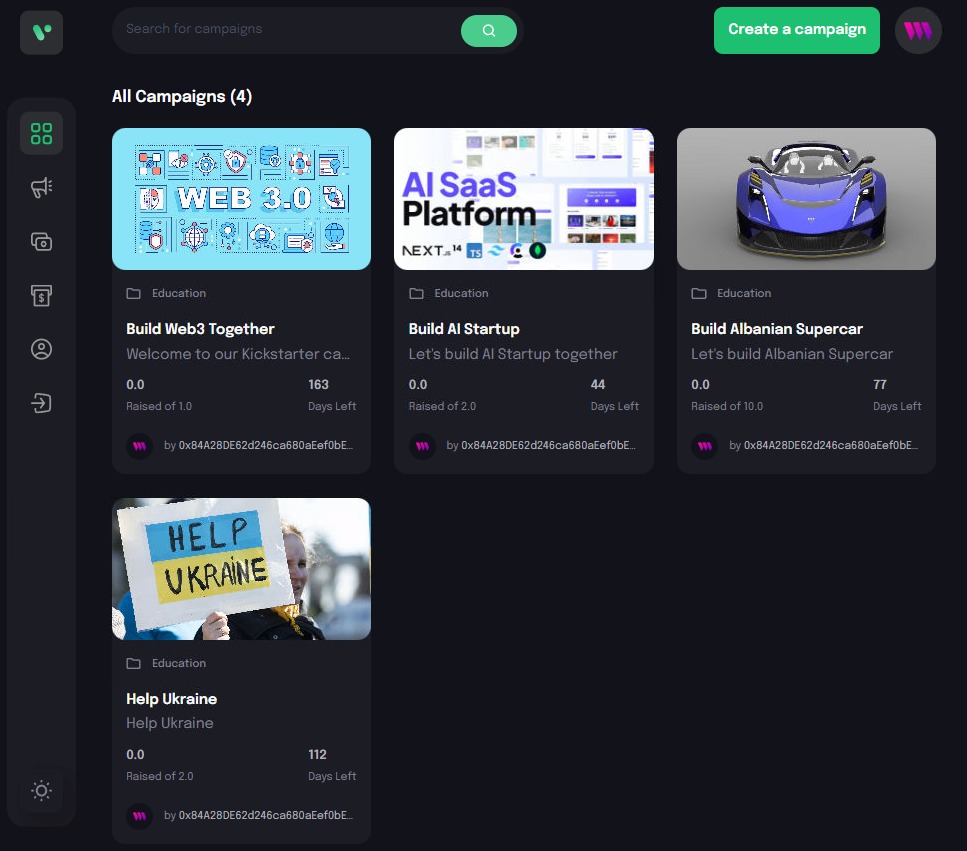 Search for campaigns
Create a campaign
All Campaigns (4)
WEB 3.0
Education
Build Web3 Together
Welcome to our Kickstarter ca...
0.0
163
Raised of 1.0
Days Left
by 0x84A28DE62d246ca680aEef0bE...
AI SaaS
Platform
NEXT.JS 14 TS
Education
Build AI Startup
Let's build AI Startup together
0.0
44
Raised of 2.0
Days Left
by 0x84A28DE62d246ca680aEef0bE...
Education
Build Albanian Supercar
Let's build Albanian Supercar
0.0
77
Raised of 10.0
Days Left
by 0x84A28DE62d246ca680aEef0bE...
HELP
UKRAINE
Education
Help Ukraine
Help Ukraine
0.0
112
Raised of 2.0
Days Left
by 0x84A28DE62d246ca680aEef0bE...